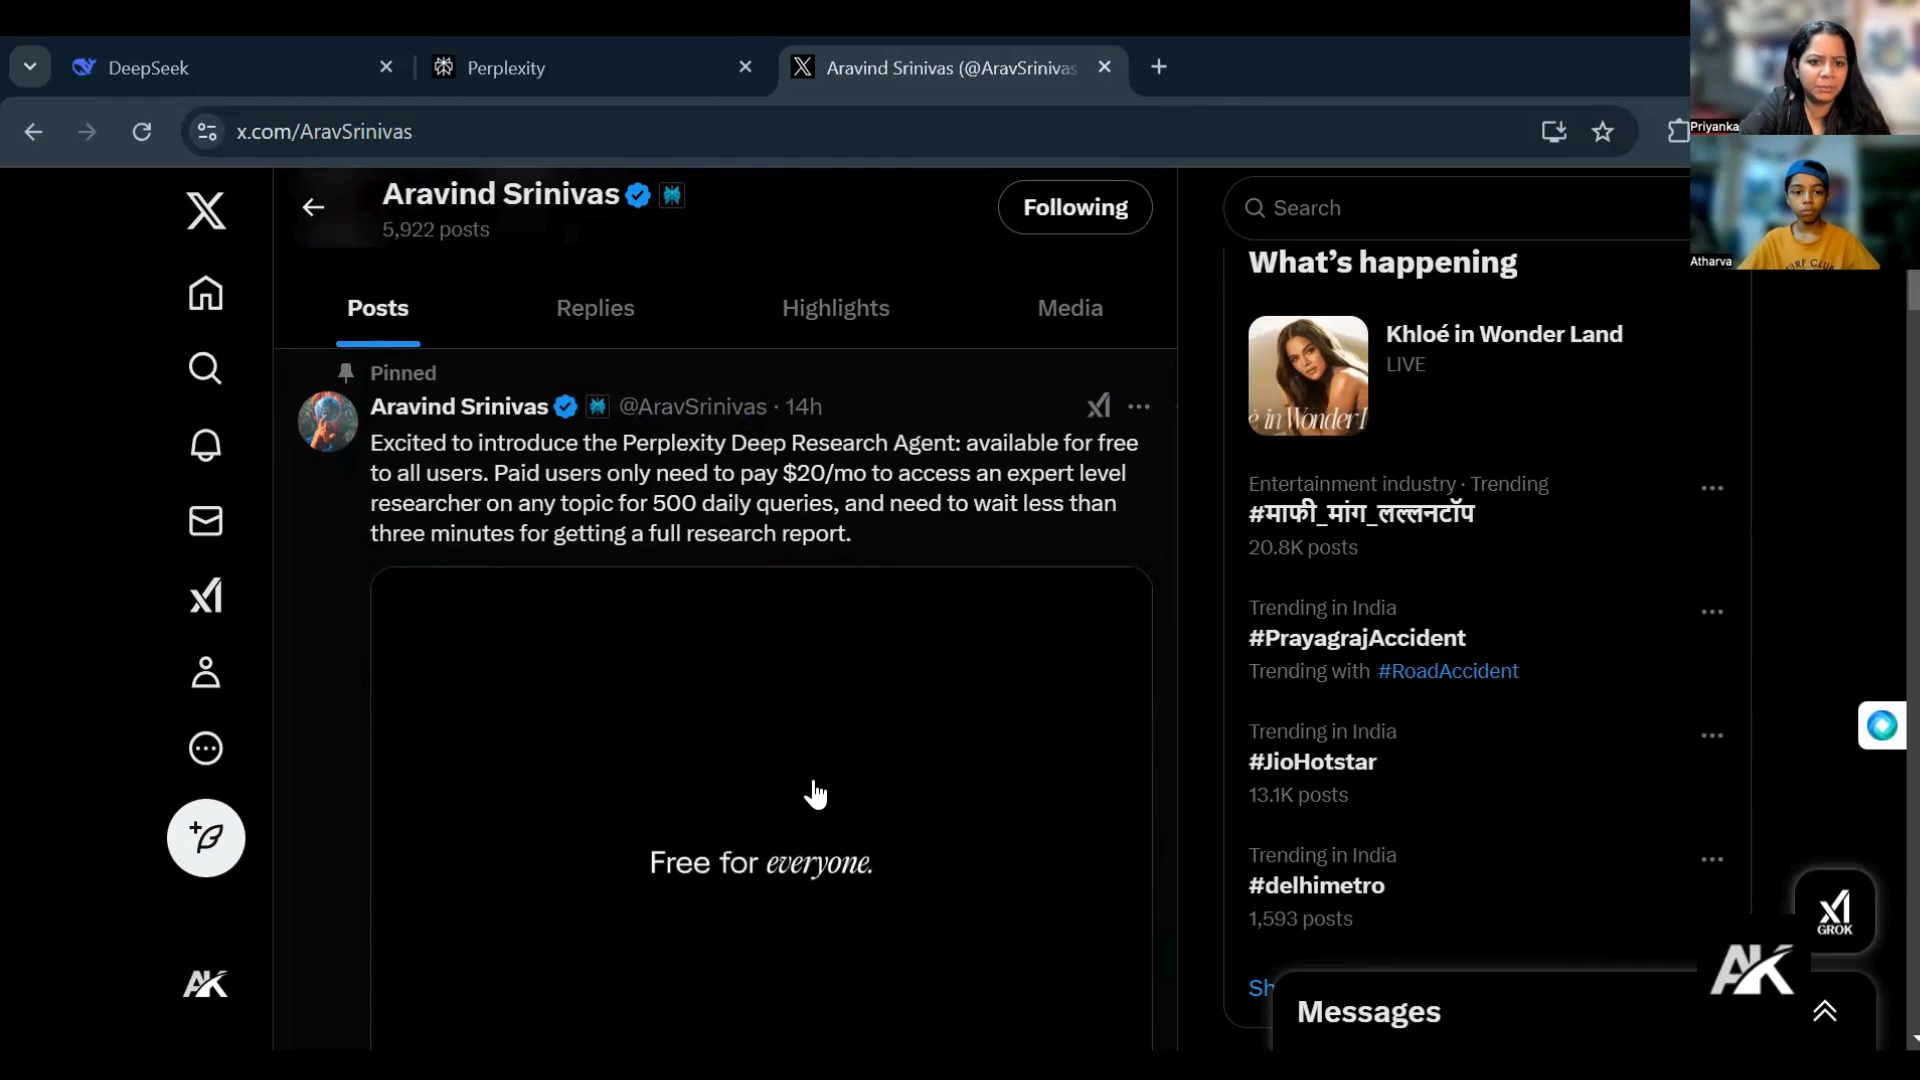 DeepSeek
Perplexity
Aravind Srinivas (@AravSrinivas
x.com/AravSrinivas
Priyanka
Atharva
Aravind Srinivas
5,922 posts
Following
Search
Posts
Replies
Highlights
Media
Pinned
Aravind Srinivas @AravSrinivas · 14h
Excited to introduce the Perplexity Deep Research Agent: available for free
to all users. Paid users only need to pay $20/mo to access an expert level
researcher on any topic for 500 daily queries, and need to wait less than
three minutes for getting a full research report.
Free for everyone.
What's happening
Khloé in Wonder Land
LIVE
Entertainment industry · Trending
#माफी_मांग_लल्लनटॉप
20.8K posts
Trending in India
#PrayagrajAccident
Trending with #RoadAccident
Trending in India
#JioHotstar
13.1K posts
Trending in India
#delhimetro
1,593 posts
Sh
Messages
GROK
AK
AK